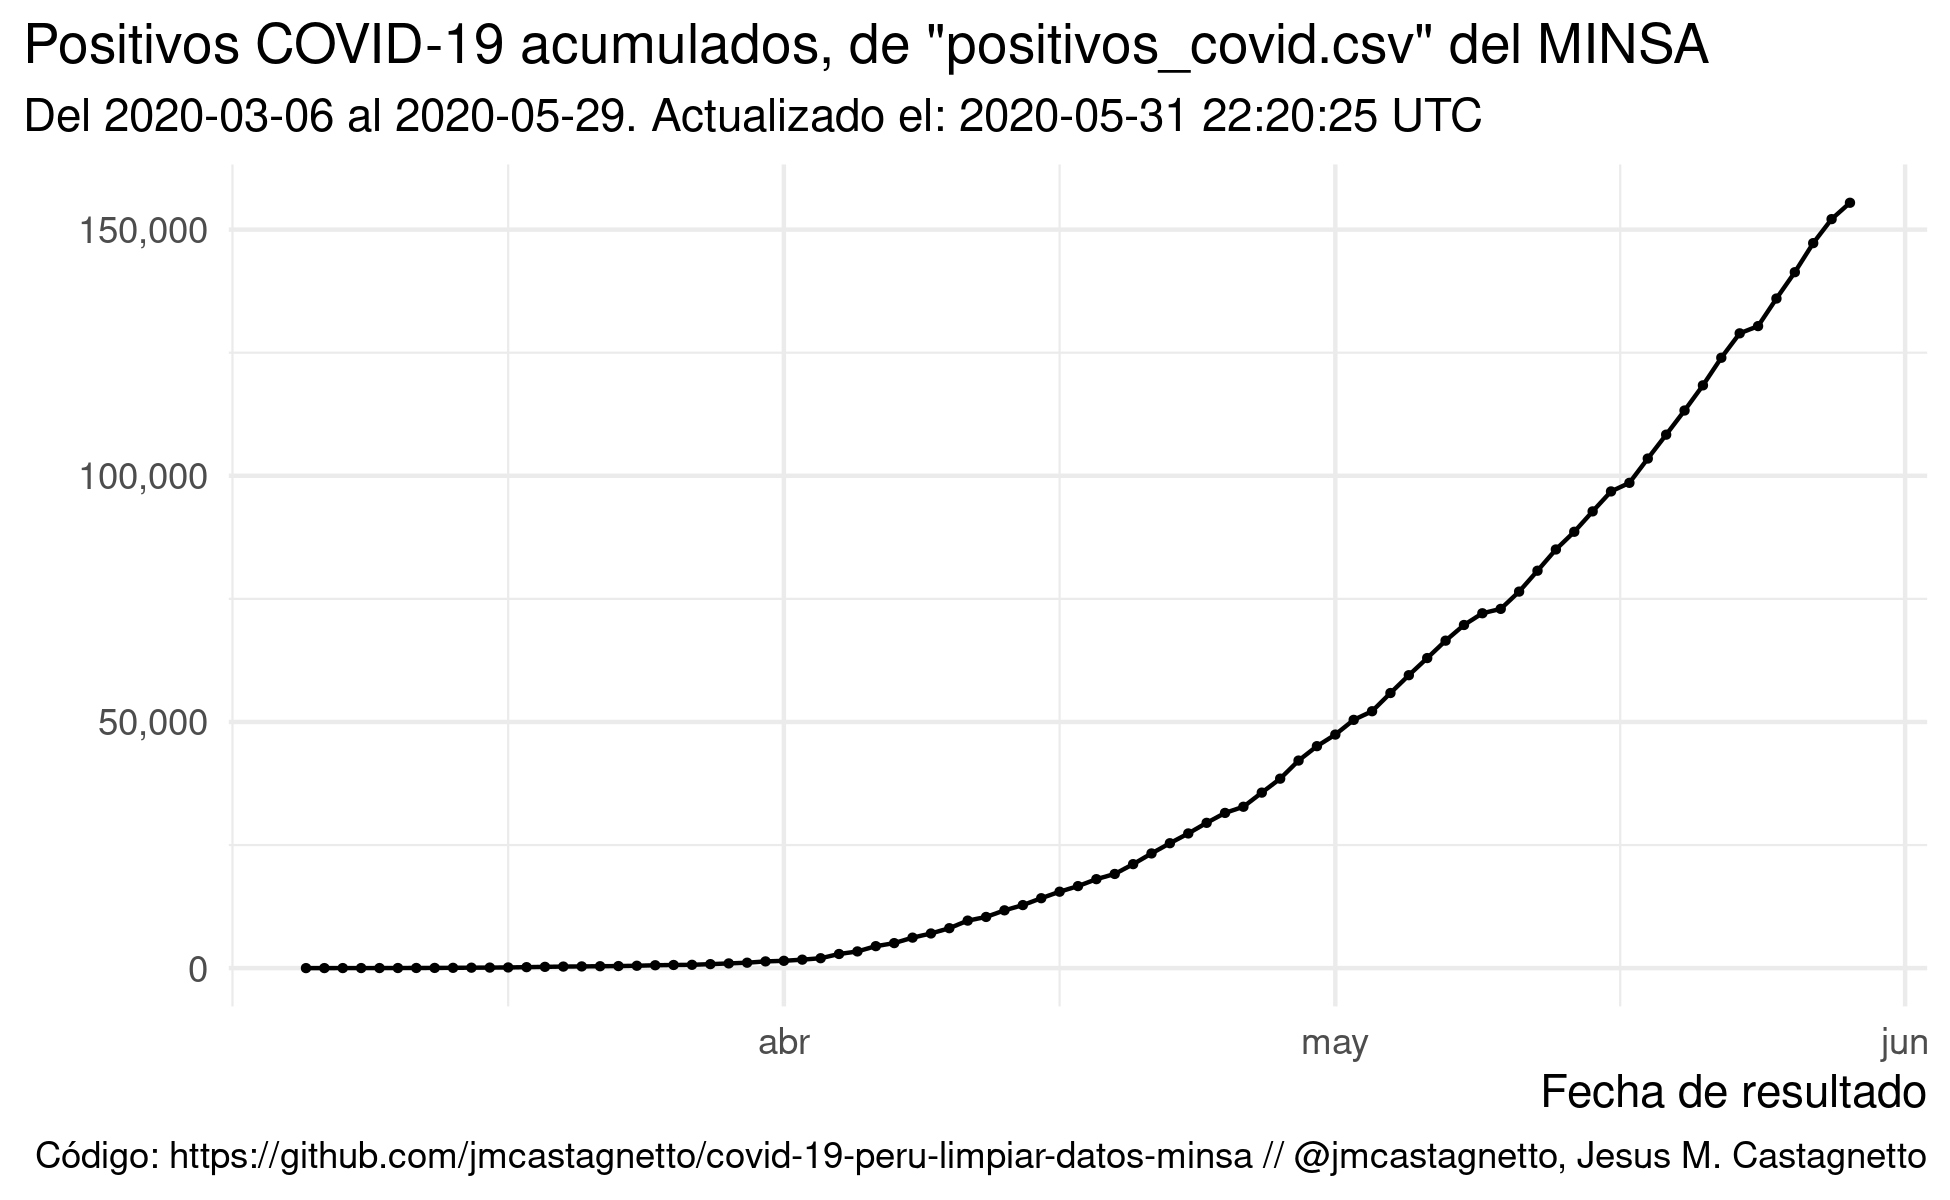 Positivos COVID-19 acumulados, de "positivos_covid.csv" del MINSA
Del 2020-03-06 al 2020-05-29. Actualizado el: 2020-05-31 22:20:25 UTC
150,000
100,000
50,000
0
abr may jun
Fecha de resultado
Código: https://github.com/jmcastagnetto/covid-19-peru-limpiar-datos-minsa // @jmcastagnetto, Jesus M. Castagnetto